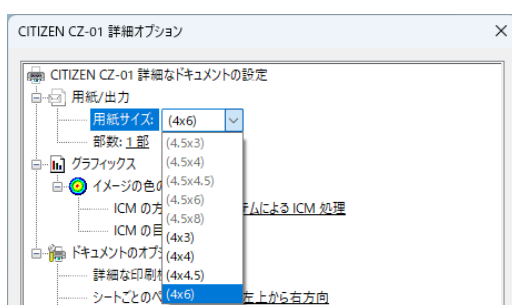 CITIZEN CZ-01 詳細オプション
CITIZEN CZ-01 詳細なドキュメントの設定
用紙/出力
用紙サイズ: (4x6)
部数: 1 部
(4.5x3)
(4.5x4)
(4.5x4.5)
(4.5x6)
(4.5x8)
(4x3)
(4x4)
(4x4.5)
(4x6)
グラフィックス
イメージの色の
ICM の方 テムによる ICM 処理
ICM の目
ドキュメントのオプシ
詳細な印刷
シートごとのペ 左上から右方向